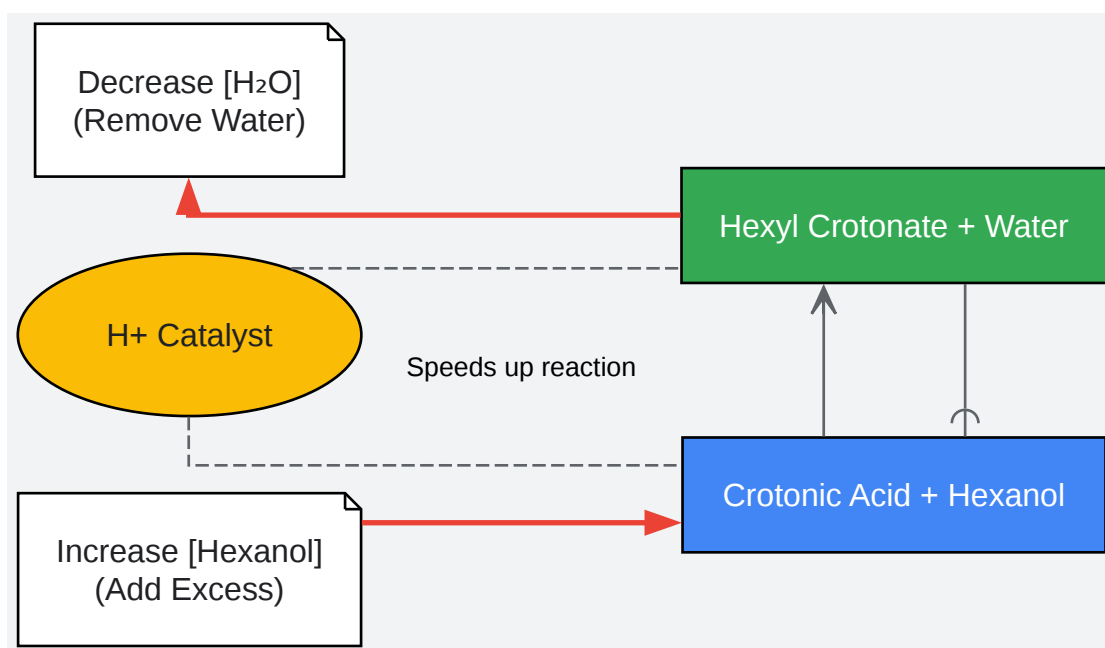 Decrease [H₂O]
(Remove Water)
Hexyl Crotonate + Water
H+ Catalyst
Speeds up reaction
Crotonic Acid + Hexanol
Increase [Hexanol]
(Add Excess)